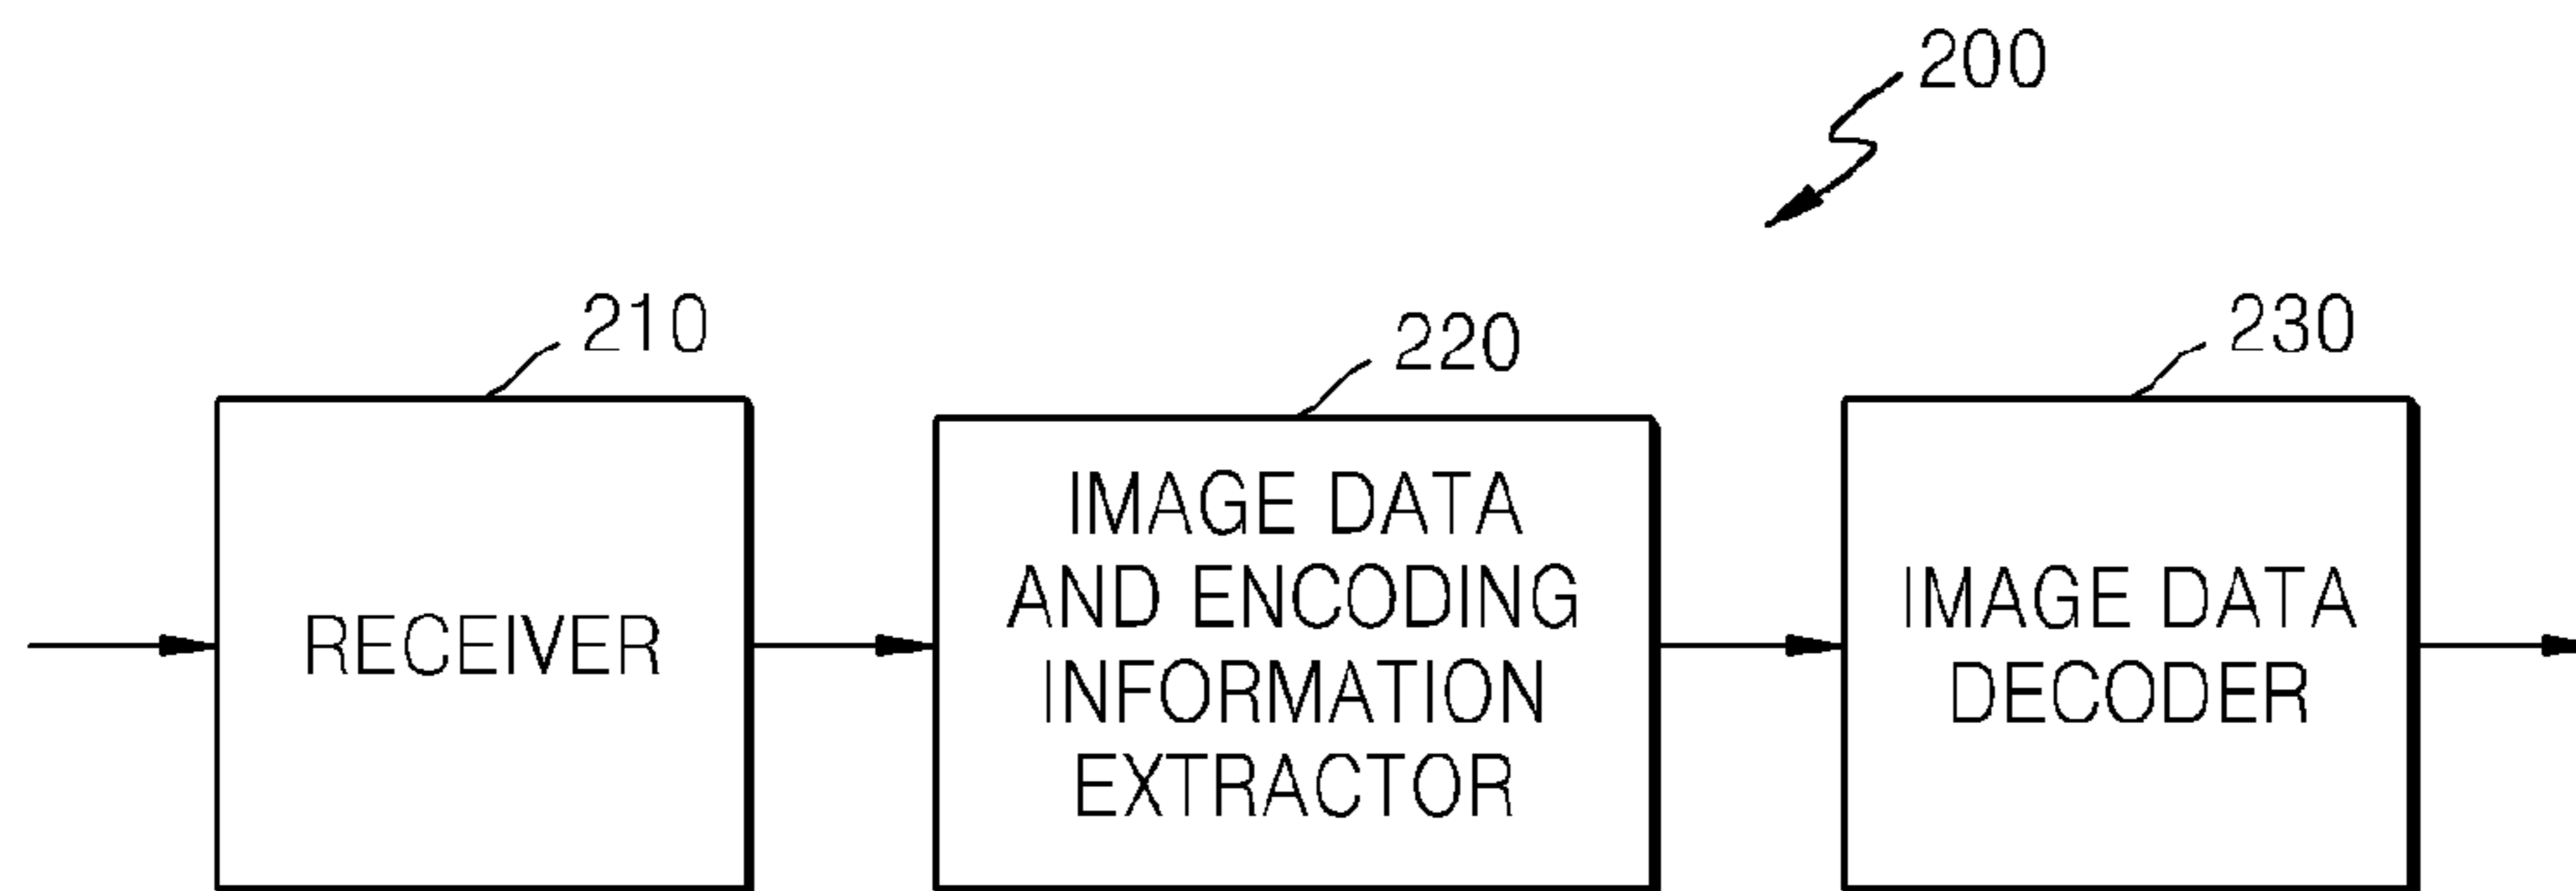 200
210
220
230
RECEIVER
IMAGE DATA
AND ENCODING
INFORMATION
EXTRACTOR
IMAGE DATA
DECODER